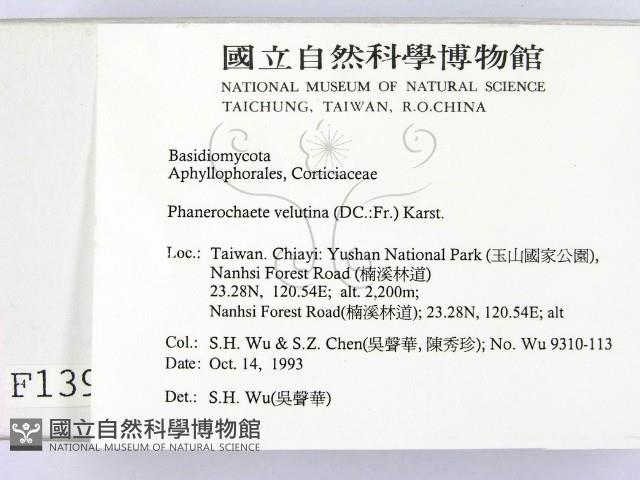 國立自然科學博物館
NATIONAL MUSEUM OF NATURAL SCIENCE
TAICHUNG, TAIWAN, R.O.CHINA
Basidiomycota
Aphyllophorales, Corticiaceae
Phanerochaete velutina (DC.:Fr.) Karst.
Loc.: Taiwan. Chiayi: Yushan National Park (玉山國家公園),
Nanhsi Forest Road (楠溪林道)
23.28N, 120.54E; alt. 2,200m;
Nanhsi Forest Road(楠溪林道); 23.28N, 120.54E; alt
Col.: S.H. Wu & S.Z. Chen(吳聲華, 陳秀珍); No. Wu 9310-113
Date: Oct. 14, 1993
Det.: S.H. Wu(吳聲華)
F139
國立自然科學博物館
NATIONAL MUSEUM OF NATURAL SCIENCE